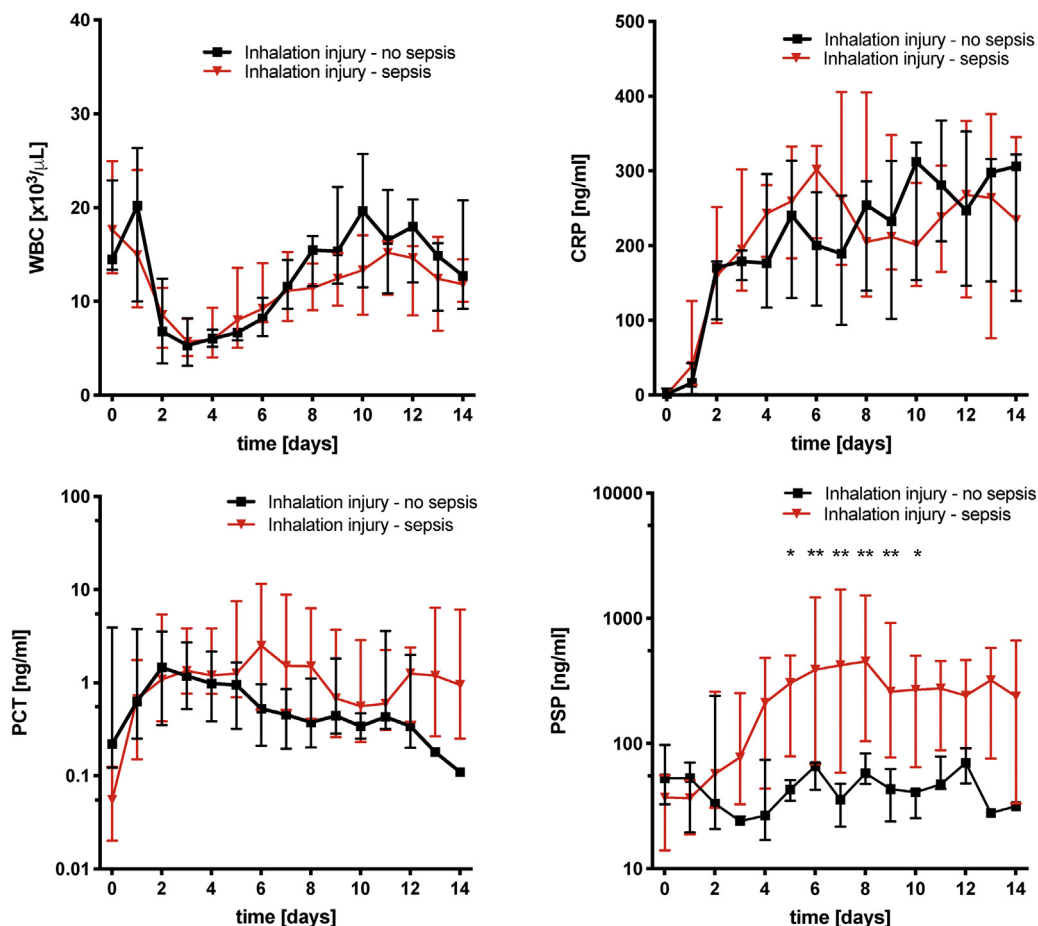 40
30
20
10
0
WBC [x10³/µL]
Inhalation injury - no sepsis
Inhalation injury - sepsis
0 2 4 6 8 10 12 14
time [days]
500
400
300
200
100
0
CRP [ng/ml]
Inhalation injury - no sepsis
Inhalation injury - sepsis
0 2 4 6 8 10 12 14
time [days]
100
10
1
0.1
0.01
PCT [ng/ml]
Inhalation injury - no sepsis
Inhalation injury - sepsis
0 2 4 6 8 10 12 14
time [days]
10000
1000
100
10
PSP [ng/ml]
Inhalation injury - no sepsis
Inhalation injury - sepsis
* ** ** ** ** *
0 2 4 6 8 10 12 14
time [days]